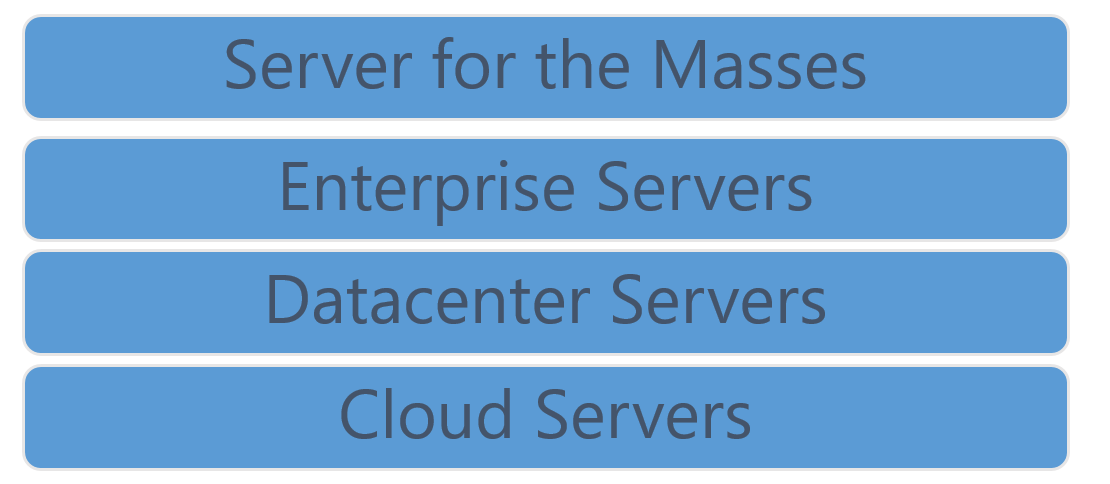 Server for the Masses
Enterprise Servers
Datacenter Servers
Cloud Servers